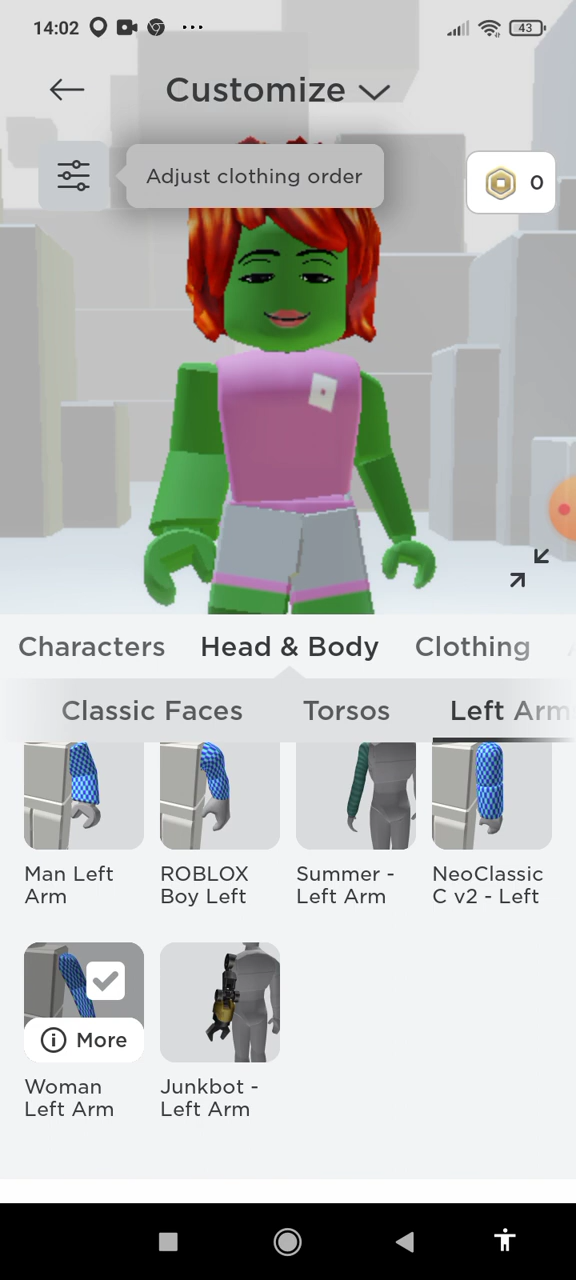 14:02
43
Customize
Adjust clothing order
0
Characters
Head & Body
Clothing
Classic Faces
Torsos
Left Arm
Man Left
Arm
ROBLOX
Boy Left
Summer -
Left Arm
NeoClassic
C v2 - Left
More
Woman
Left Arm
Junkbot -
Left Arm